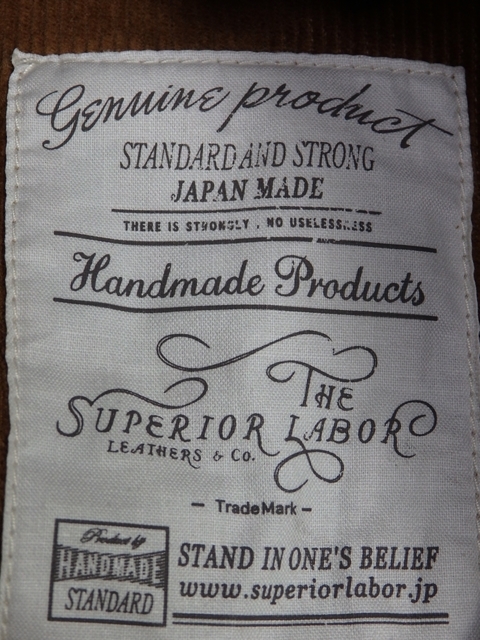 Genuine product
STANDARD AND STRONG
JAPAN MADE
THERE IS STRONGLY , NO USELESSNESS
Handmade Products
THE
SUPERIOR LABOR
LEATHERS & Co.
– TradeMark –
Product by
HANDMADE
STANDARD
STAND IN ONE'S BELIEF
www.superiorlabor.jp